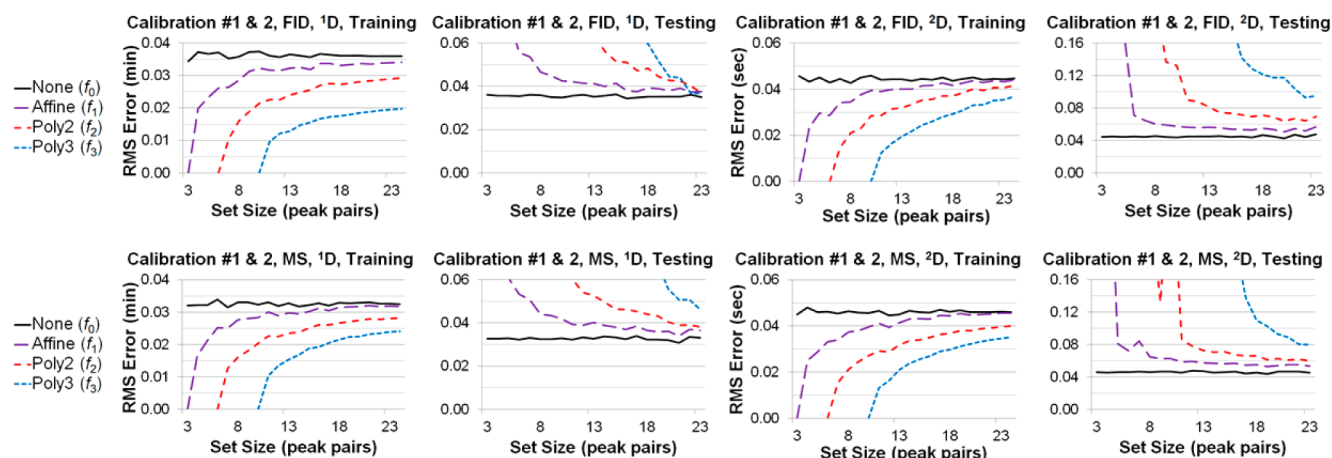 Calibration #1 & 2, FID, ¹D, Training
Calibration #1 & 2, FID, ¹D, Testing
Calibration #1 & 2, FID, ²D, Training
Calibration #1 & 2, FID, ²D, Testing
None (f₀)
Affine (f₁)
Poly2 (f₂)
Poly3 (f₃)
RMS Error (min)
0.04
0.03
0.02
0.01
0.00
3 8 13 18 23
Set Size (peak pairs)
0.06
0.04
0.02
0.00
3 8 13 18 23
Set Size (peak pairs)
RMS Error (sec)
0.06
0.04
0.02
0.00
3 8 13 18 23
Set Size (peak pairs)
0.16
0.12
0.08
0.04
0.00
3 8 13 18 23
Set Size (peak pairs)
Calibration #1 & 2, MS, ¹D, Training
Calibration #1 & 2, MS, ¹D, Testing
Calibration #1 & 2, MS, ²D, Training
Calibration #1 & 2, MS, ²D, Testing
None (f₀)
Affine (f₁)
Poly2 (f₂)
Poly3 (f₃)
RMS Error (min)
0.04
0.03
0.02
0.01
0.00
3 8 13 18 23
Set Size (peak pairs)
0.06
0.04
0.02
0.00
3 8 13 18 23
Set Size (peak pairs)
RMS Error (sec)
0.06
0.04
0.02
0.00
3 8 13 18 23
Set Size (peak pairs)
0.16
0.12
0.08
0.04
0.00
3 8 13 18 23
Set Size (peak pairs)